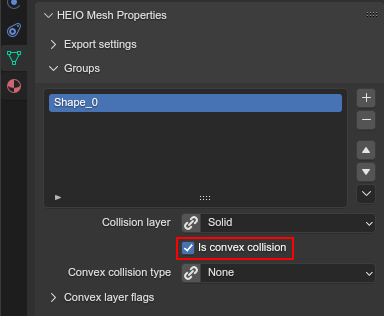 HEIO Mesh Properties
Export settings
Groups
Shape_0
Collision layer Solid
Is convex collision
Convex collision type None
Convex layer flags